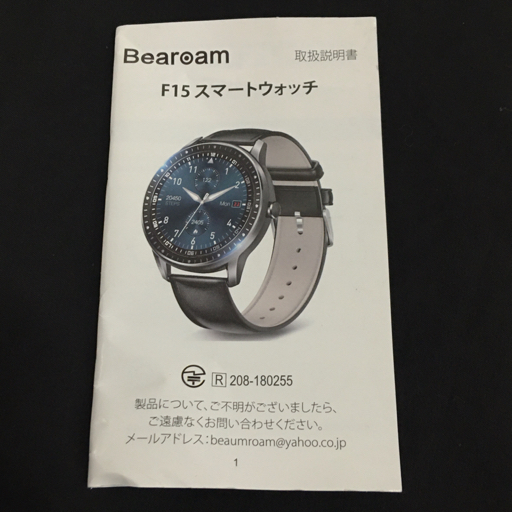 Bearoam 取扱説明書
F15 スマートウォッチ
R 208-180255
製品について、ご不明がございましたら、
ご遠慮なくお問い合わせください。
メールアドレス:beaumroam@yahoo.co.jp
1